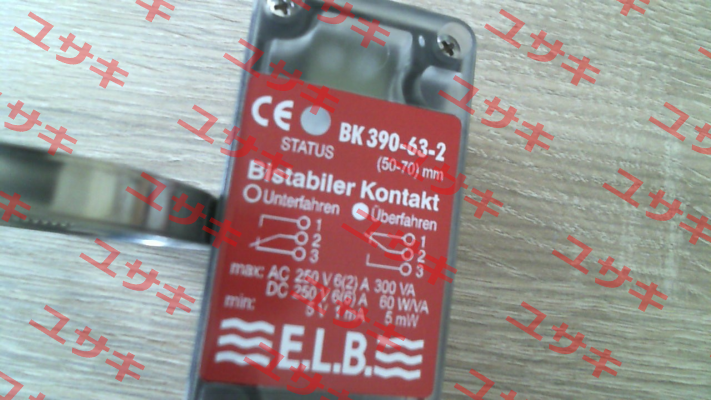 CE
STATUS
BK 390-63-2
(50-70) mm
Bistabiler Kontakt
Unterfahren
Überfahren
1
2
3
1
2
3
max: AC 250 V 6(2) A 300 VA
DC 250 V 6(6) A 60 W/VA
min: 5 V 1 mA 5 mW
E.L.B.
ユサキ